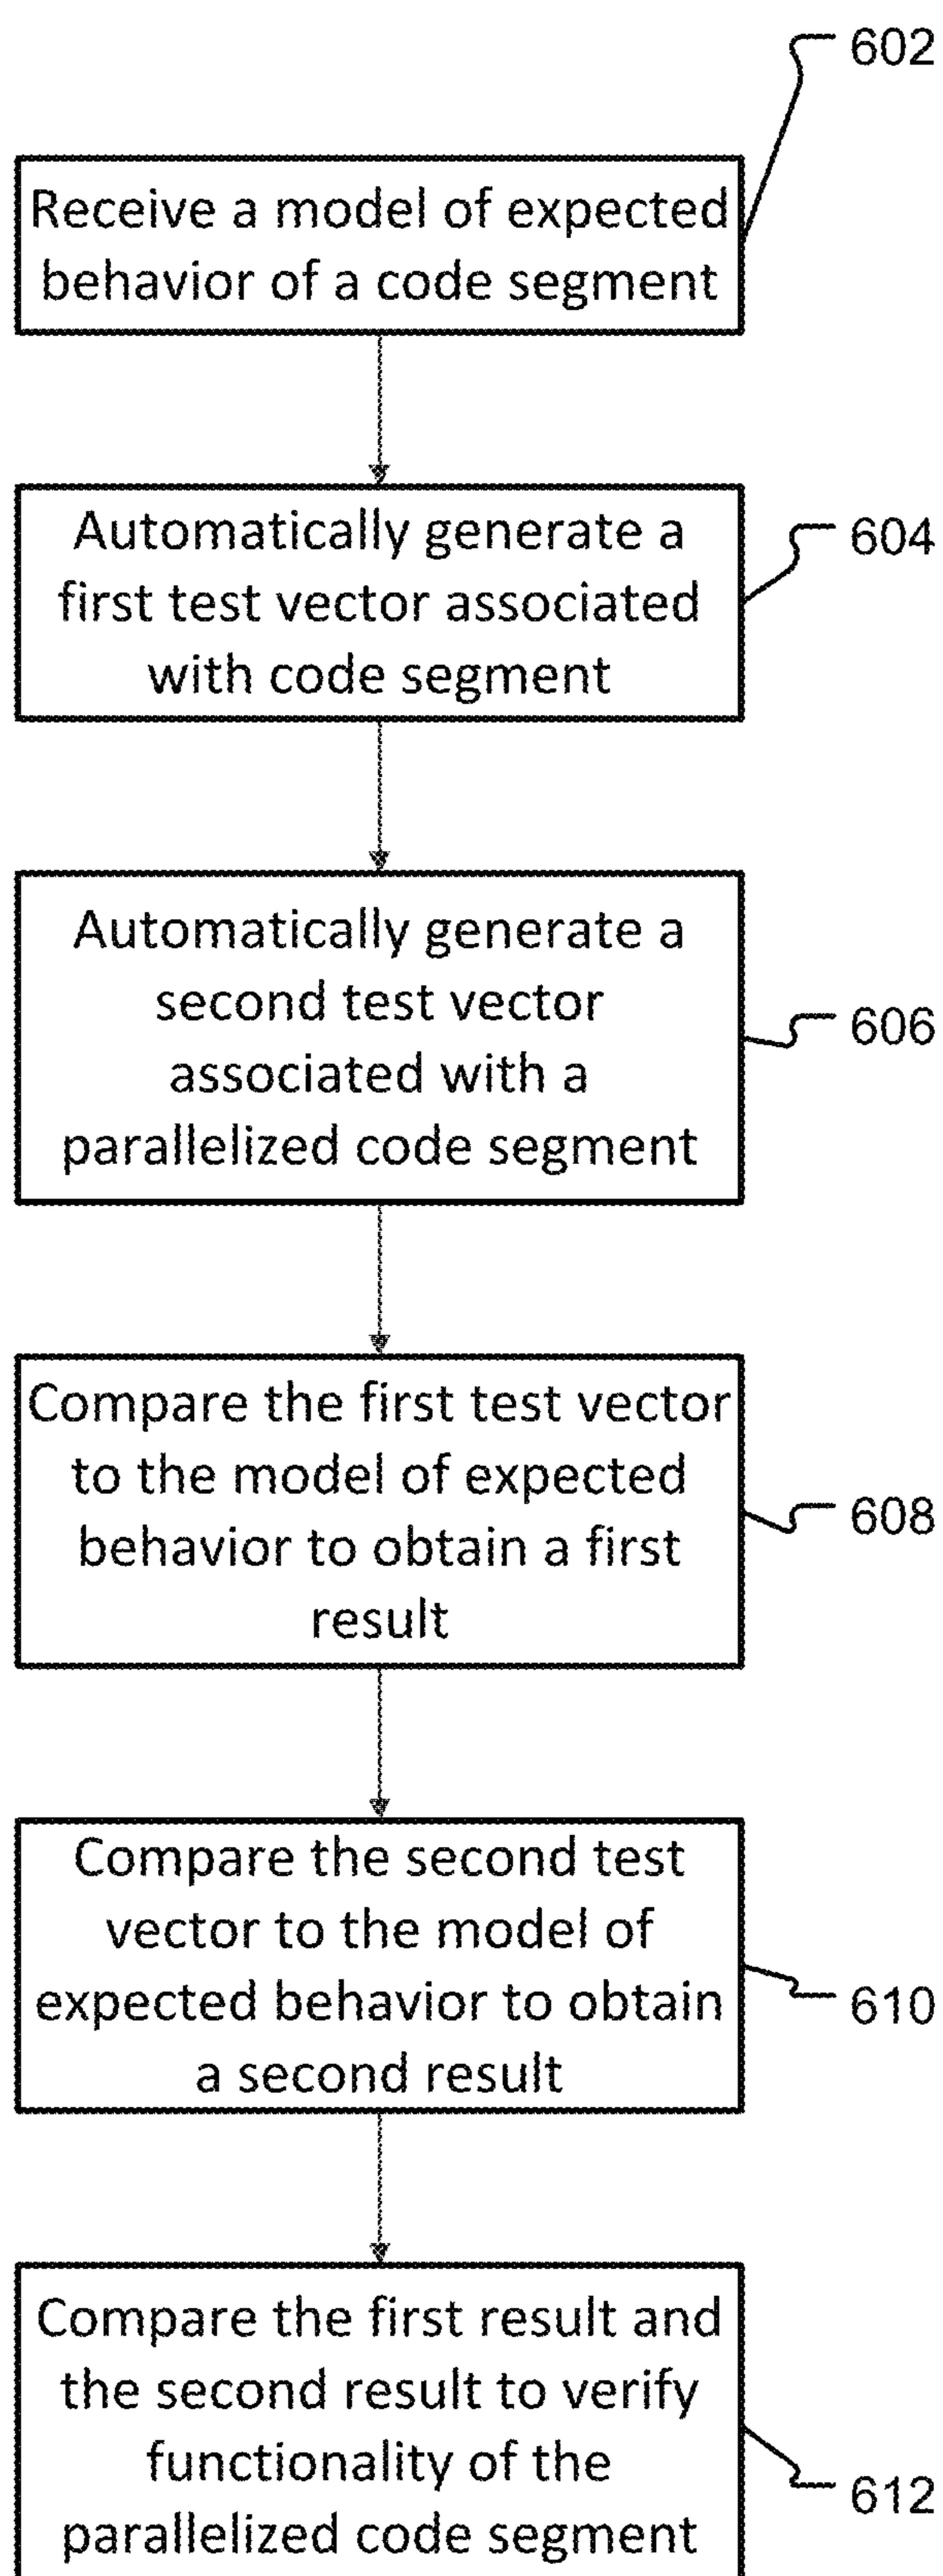 602
Receive a model of expected
behavior of a code segment
Automatically generate a
first test vector associated
with code segment
604
Automatically generate a
second test vector
associated with a
parallelized code segment
606
Compare the first test vector
to the model of expected
behavior to obtain a first
result
608
Compare the second test
vector to the model of
expected behavior to obtain
a second result
610
Compare the first result and
the second result to verify
functionality of the
parallelized code segment
612